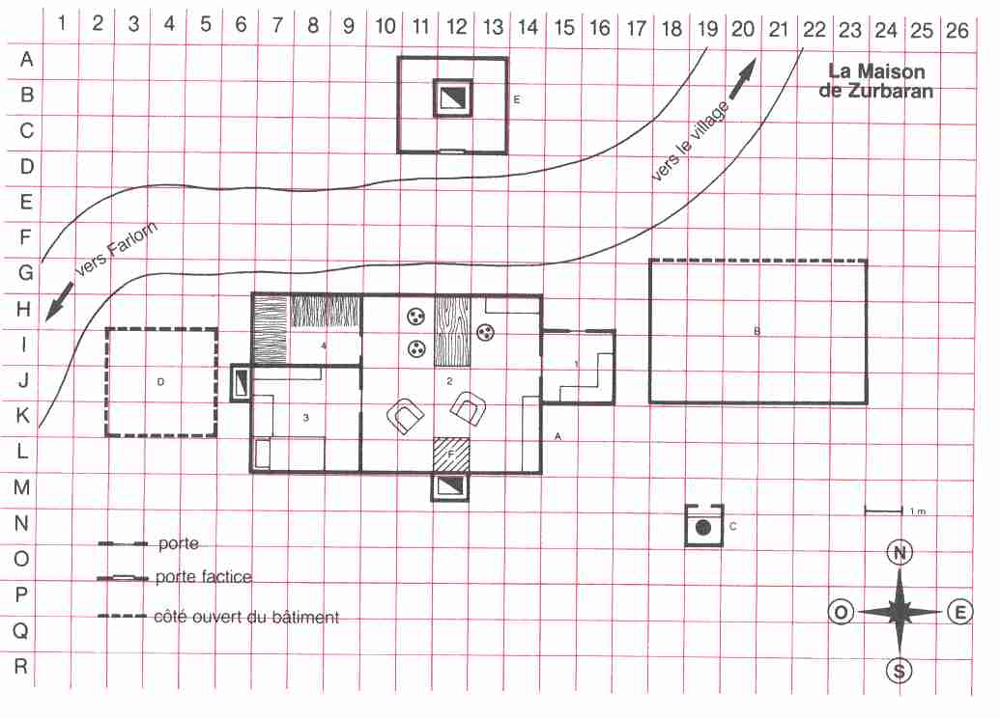 1 2 3 4 5 6 7 8 9 10 11 12 13 14 15 16 17 18 19 20 21 22 23 24 25 26
A
La Maison
de Zurbaran
B
E
C
vers le village
D
E
F
vers Farlorn
G
H
I
4
B
1
J
D
2
K
3
A
L
F
M
N
1 m
C
porte
N
O
porte factice
P
O
E
côté ouvert du bâtiment
Q
R
S